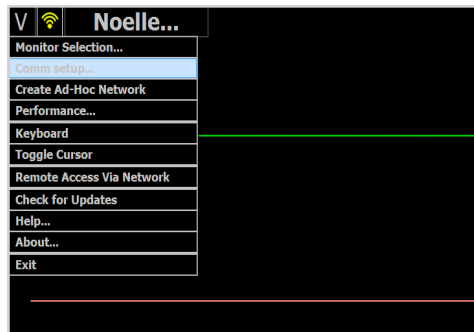 V Noelle...
Monitor Selection...
Comm setup...
Create Ad-Hoc Network
Performance...
Keyboard
Toggle Cursor
Remote Access Via Network
Check for Updates
Help...
About...
Exit